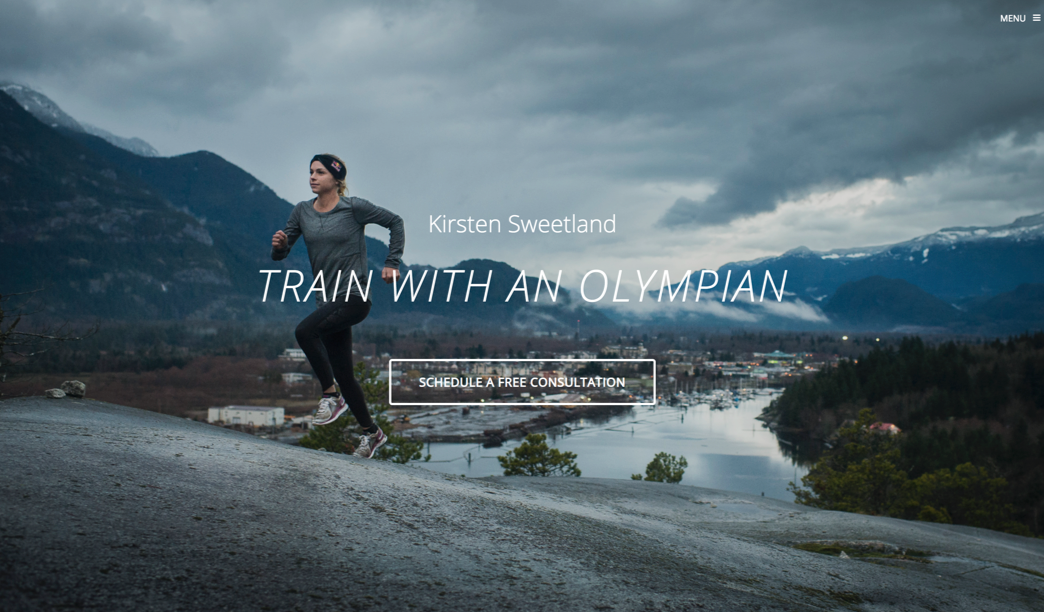 MENU
Kirsten Sweetland
TRAIN WITH AN OLYMPIAN
SCHEDULE A FREE CONSULTATION